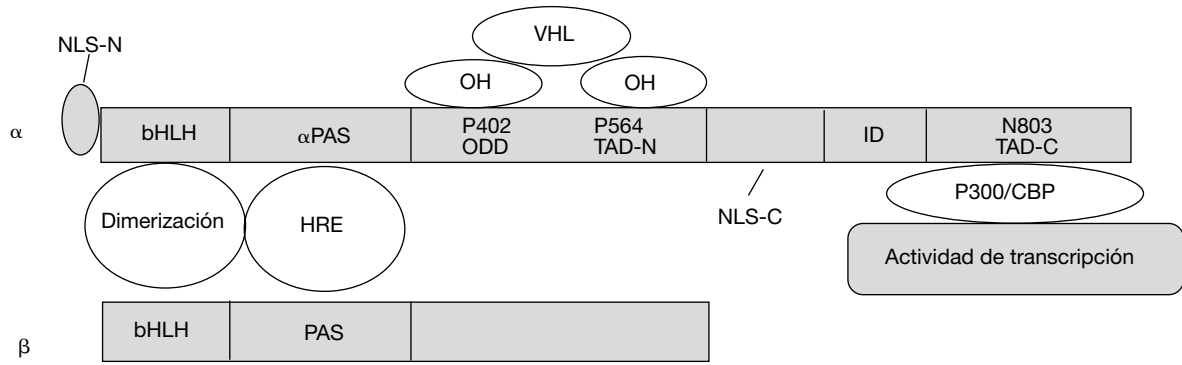 VHL
NLS-N
OH
OH
α
bHLH
αPAS
P402
ODD
P564
TAD-N
ID
N803
TAD-C
Dimerización
HRE
NLS-C
P300/CBP
Actividad de transcripción
β
bHLH
PAS